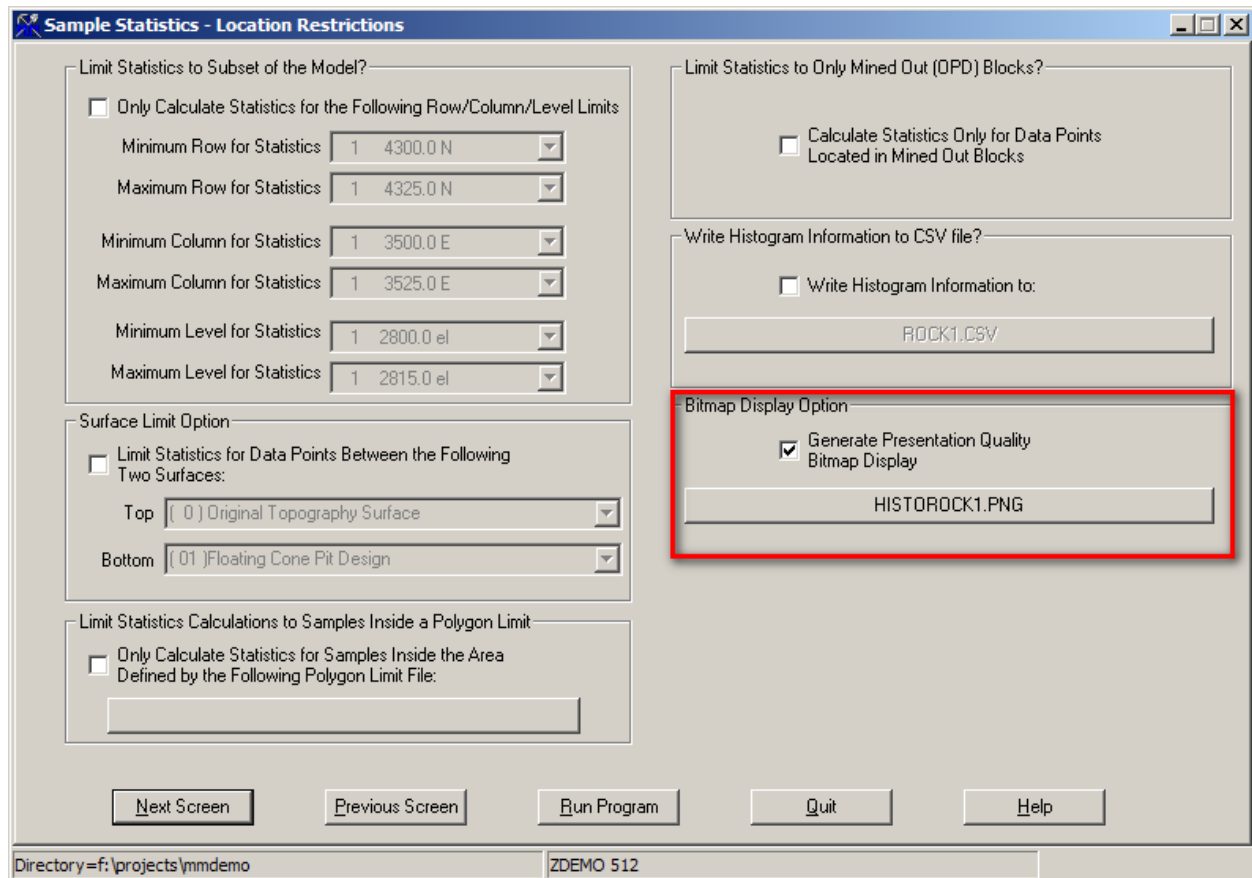 Sample Statistics - Location Restrictions
Limit Statistics to Subset of the Model?
Only Calculate Statistics for the Following Row/Column/Level Limits
Minimum Row for Statistics 1 4300.0 N
Maximum Row for Statistics 1 4325.0 N
Minimum Column for Statistics 1 3500.0 E
Maximum Column for Statistics 1 3525.0 E
Minimum Level for Statistics 1 2800.0 el
Maximum Level for Statistics 1 2815.0 el
Surface Limit Option
Limit Statistics for Data Points Between the Following
Two Surfaces:
Top ( 0 ) Original Topography Surface
Bottom ( 01 )Floating Cone Pit Design
Limit Statistics Calculations to Samples Inside a Polygon Limit
Only Calculate Statistics for Samples Inside the Area
Defined by the Following Polygon Limit File:
Limit Statistics to Only Mined Out (OPD) Blocks?
Calculate Statistics Only for Data Points
Located in Mined Out Blocks
Write Histogram Information to CSV file?
Write Histogram Information to:
ROCK1.CSV
Bitmap Display Option
Generate Presentation Quality
Bitmap Display
HISTOROCK1.PNG
Next Screen Previous Screen Run Program Quit Help
Directory=f:\projects\mmdemo ZDEMO 512